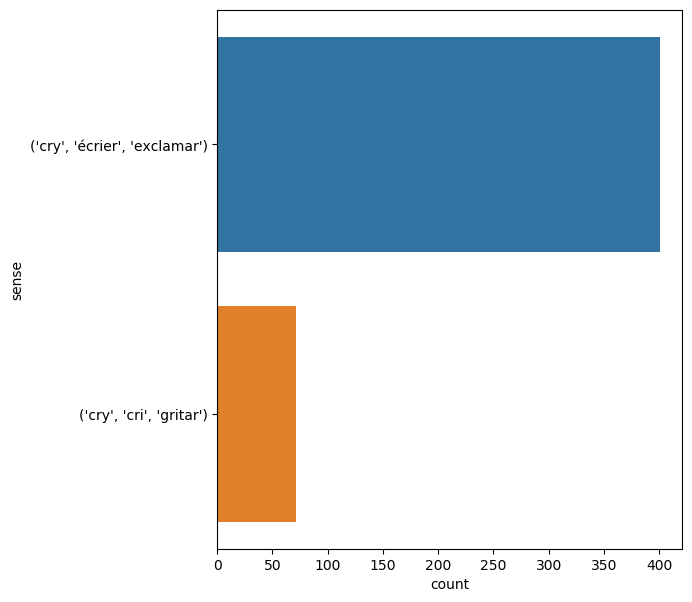 ('cry', 'écrier', 'exclamar')
sense
('cry', 'cri', 'gritar')
0 50 100 150 200 250 300 350 400
count